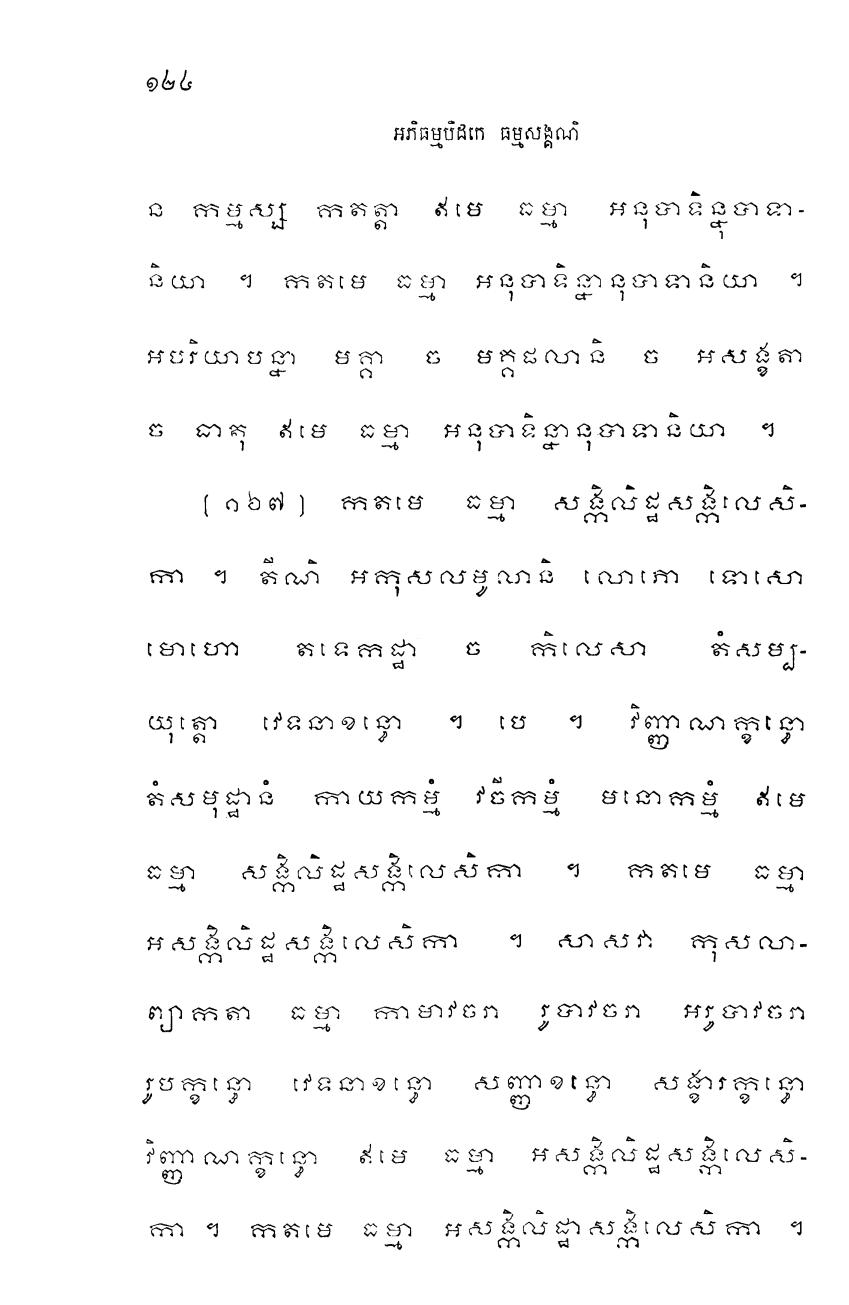 ១២៤
អភិធម្មបិដកេ ធម្មសង្គណិ
ន កម្មស្ស កតត្តា ឥមេ ធម្មា អនុបាទិន្នុបាទា-
និយា ។ កតមេ ធម្មា អនុបាទិន្នានុបាទានិយា ។
អបរិយាបន្នា មគ្គា ច មគ្គផលានិ ច អសង្ខតា
ច ធាតុ ឥមេ ធម្មា អនុបាទិន្នានុបាទានិយា ។
[ ១៦៧ ] កតមេ ធម្មា សង្កិលិដ្ឋសង្កិលេសិ-
កា ។ តីណិ អកុសលមូលានិ លោភោ ទោសោ
មោហោ តទេកដ្ឋា ច កិលេសា តំសម្ប-
យុត្តោ វេទនាខន្ធោ ។ បេ ។ វិញ្ញាណក្ខន្ធោ
តំសមុដ្ឋានំ កាយកម្មំ វចីកម្មំ មនោកម្មំ ឥមេ
ធម្មា សង្កិលិដ្ឋសង្កិលេសិកា ។ កតមេ ធម្មា
អសង្កិលិដ្ឋសង្កិលេសិកា ។ សាសវា កុសលា-
ព្យាកតា ធម្មា កាមាវចរា រូបាវចរា អរូបាវចរា
រូបក្ខន្ធោ វេទនាខន្ធោ សញ្ញាខន្ធោ សង្ខារក្ខន្ធោ
វិញ្ញាណក្ខន្ធោ ឥមេ ធម្មា អសង្កិលិដ្ឋសង្កិលេសិ-
កា ។ កតមេ ធម្មា អសង្កិលិដ្ឋាសង្កិលេសិកា ។